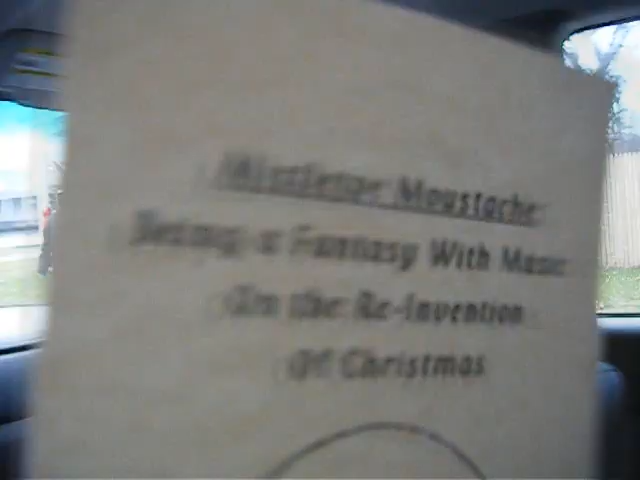 Mistletoe Moustache:
Being a Fantasy With Music
On the Re-Invention
Of Christmas